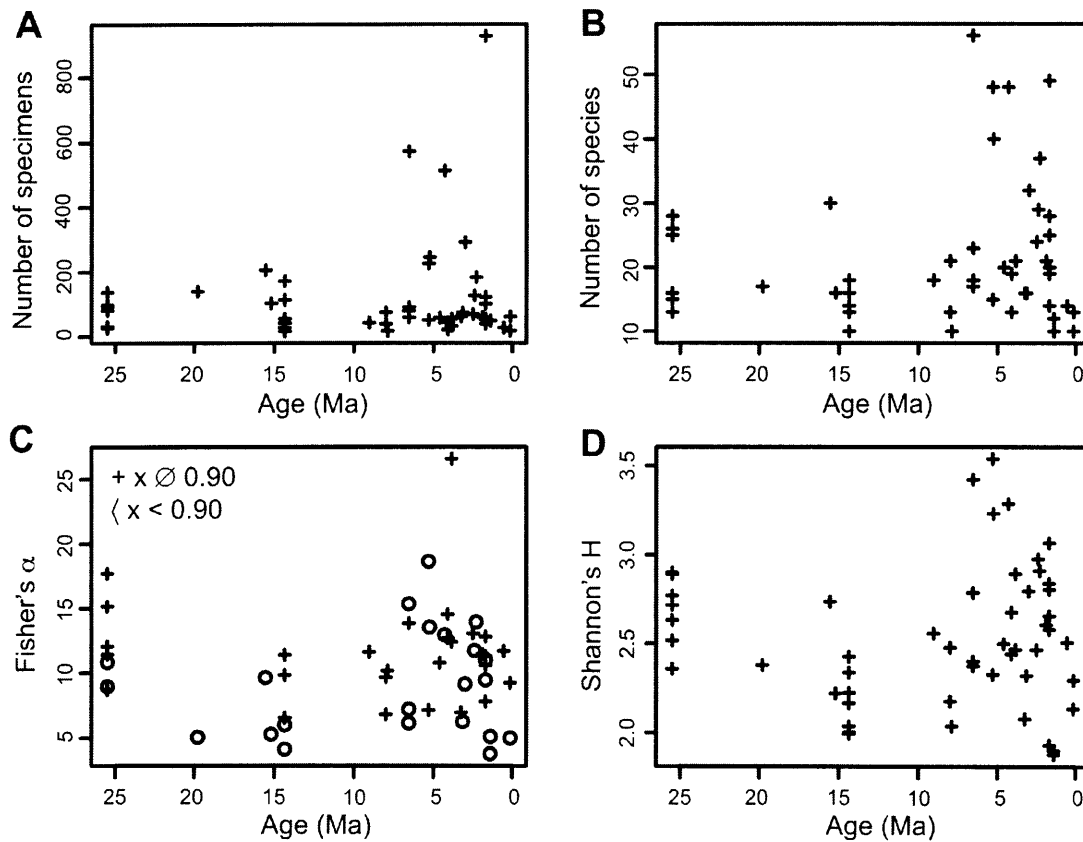 A
Number of specimens
800
600
400
200
0
25 20 15 10 5 0
Age (Ma)
B
Number of species
50
40
30
20
10
25 20 15 10 5 0
Age (Ma)
C
+ x ∅ 0.90
⟨ x < 0.90
Fisher's α
25
20
15
10
5
25 20 15 10 5 0
Age (Ma)
D
Shannon's H
3.5
3.0
2.5
2.0
25 20 15 10 5 0
Age (Ma)